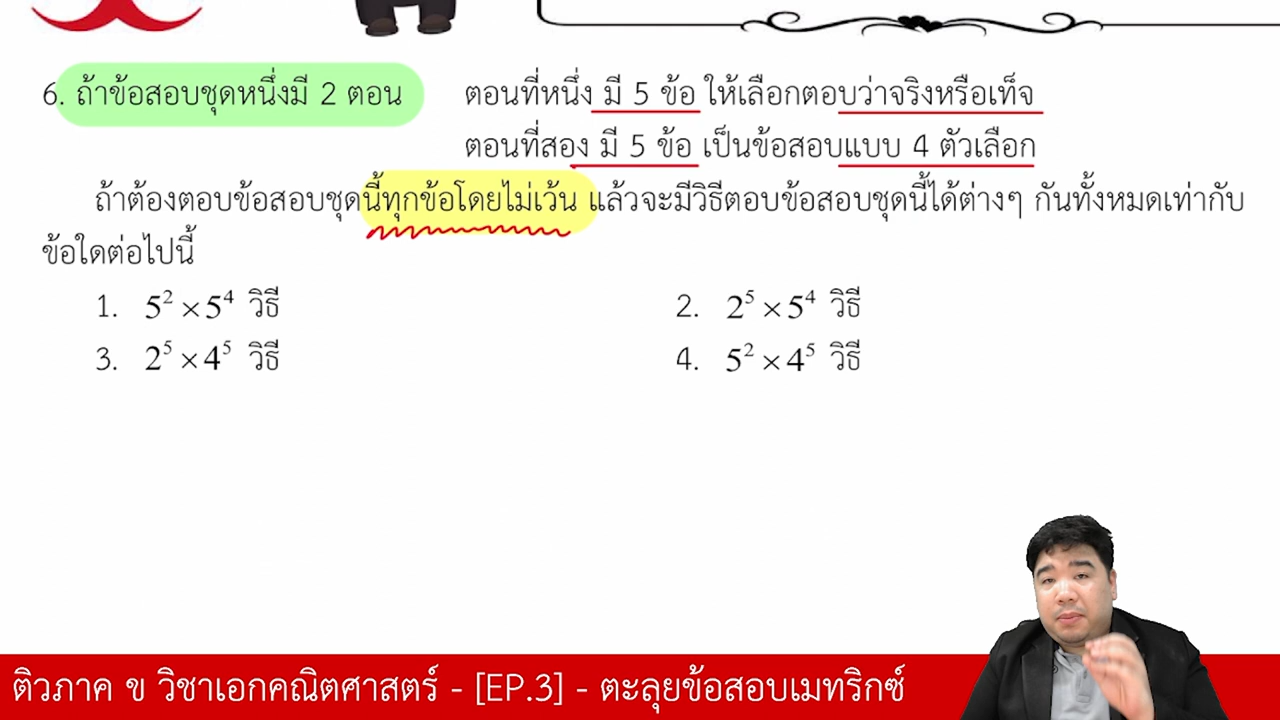 6. ถ้าข้อสอบชุดหนึ่งมี 2 ตอน ตอนที่หนึ่ง มี 5 ข้อ ให้เลือกตอบว่าจริงหรือเท็จ
ตอนที่สอง มี 5 ข้อ เป็นข้อสอบแบบ 4 ตัวเลือก
ถ้าต้องตอบข้อสอบชุดนี้ทุกข้อโดยไม่เว้น แล้วจะมีวิธีตอบข้อสอบชุดนี้ได้ต่างๆ กันทั้งหมดเท่ากับ
ข้อใดต่อไปนี้
1. 5² × 5⁴ วิธี 2. 2⁵ × 5⁴ วิธี
3. 2⁵ × 4⁵ วิธี 4. 5² × 4⁵ วิธี
ติวภาค ข วิชาเอกคณิตศาสตร์ - [EP.3] - ตะลุยข้อสอบเมทริกซ์